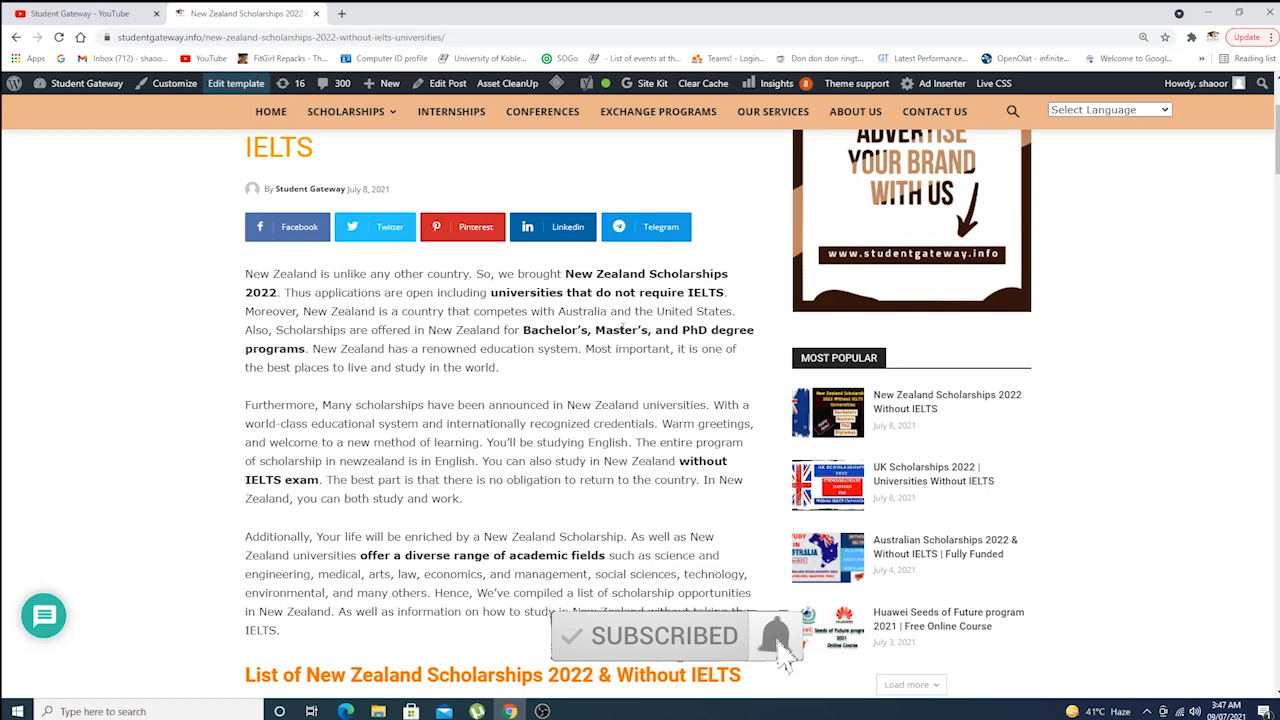 Student Gateway - YouTube
New Zealand Scholarships 2022
studentgateway.info/new-zealand-scholarships-2022-without-ielts-universities/
Update
Apps
Inbox (712) - shaoo...
YouTube
FitGirl Repacks - Th...
Computer ID profile
University of Koble...
SOGo
- List of events at th...
Teams! - Login...
Don don don ringt...
Latest Performance...
OpenOlat - infinite...
Welcome to Googl...
Reading list
Student Gateway
Customize
Edit template
16
300
New
Edit Post
Asset CleanUp
Site Kit
Clear Cache
Insights 8
Theme support
Ad Inserter
Live CSS
Howdy, shaoor
HOME
SCHOLARSHIPS
INTERNSHIPS
CONFERENCES
EXCHANGE PROGRAMS
OUR SERVICES
ABOUT US
CONTACT US
Select Language
IELTS
By Student Gateway July 8, 2021
Facebook
Twitter
Pinterest
Linkedin
Telegram
New Zealand is unlike any other country. So, we brought New Zealand Scholarships
2022. Thus applications are open including universities that do not require IELTS.
Moreover, New Zealand is a country that competes with Australia and the United States.
Also, Scholarships are offered in New Zealand for Bachelor's, Master's, and PhD degree
programs. New Zealand has a renowned education system. Most important, it is one of
the best places to live and study in the world.
Furthermore, Many scholarships have been announced by New Zealand universities. With a
world-class educational system and internationally recognized credentials. Warm greetings,
and welcome to a new method of learning. You'll be studying English. The entire program
of scholarship in newzealand is in English. You can also study in New Zealand without
IELTS exam. The best part is that there is no obligation to return to the country. In New
Zealand, you can both study and work.
Additionally, Your life will be enriched by a New Zealand Scholarship. As well as New
Zealand universities offer a diverse range of academic fields such as science and
engineering, medical, arts, law, economics, and management, social sciences, technology,
environmental, and many others. Hence, We've compiled a list of scholarship opportunities
in New Zealand. As well as information on how to study in New Zealand without taking the
IELTS.
List of New Zealand Scholarships 2022 & Without IELTS
SUBSCRIBED
ADVERTISE
YOUR BRAND
WITH US
www.studentgateway.info
MOST POPULAR
New Zealand Scholarships 2022
Without IELTS
July 8, 2021
UK Scholarships 2022 |
Universities Without IELTS
July 8, 2021
Australian Scholarships 2022 &
Without IELTS | Fully Funded
July 4, 2021
Huawei Seeds of Future program
2021 | Free Online Course
July 3, 2021
Load more
Type here to search
41°C Haze
3:47 AM
09/07/2021